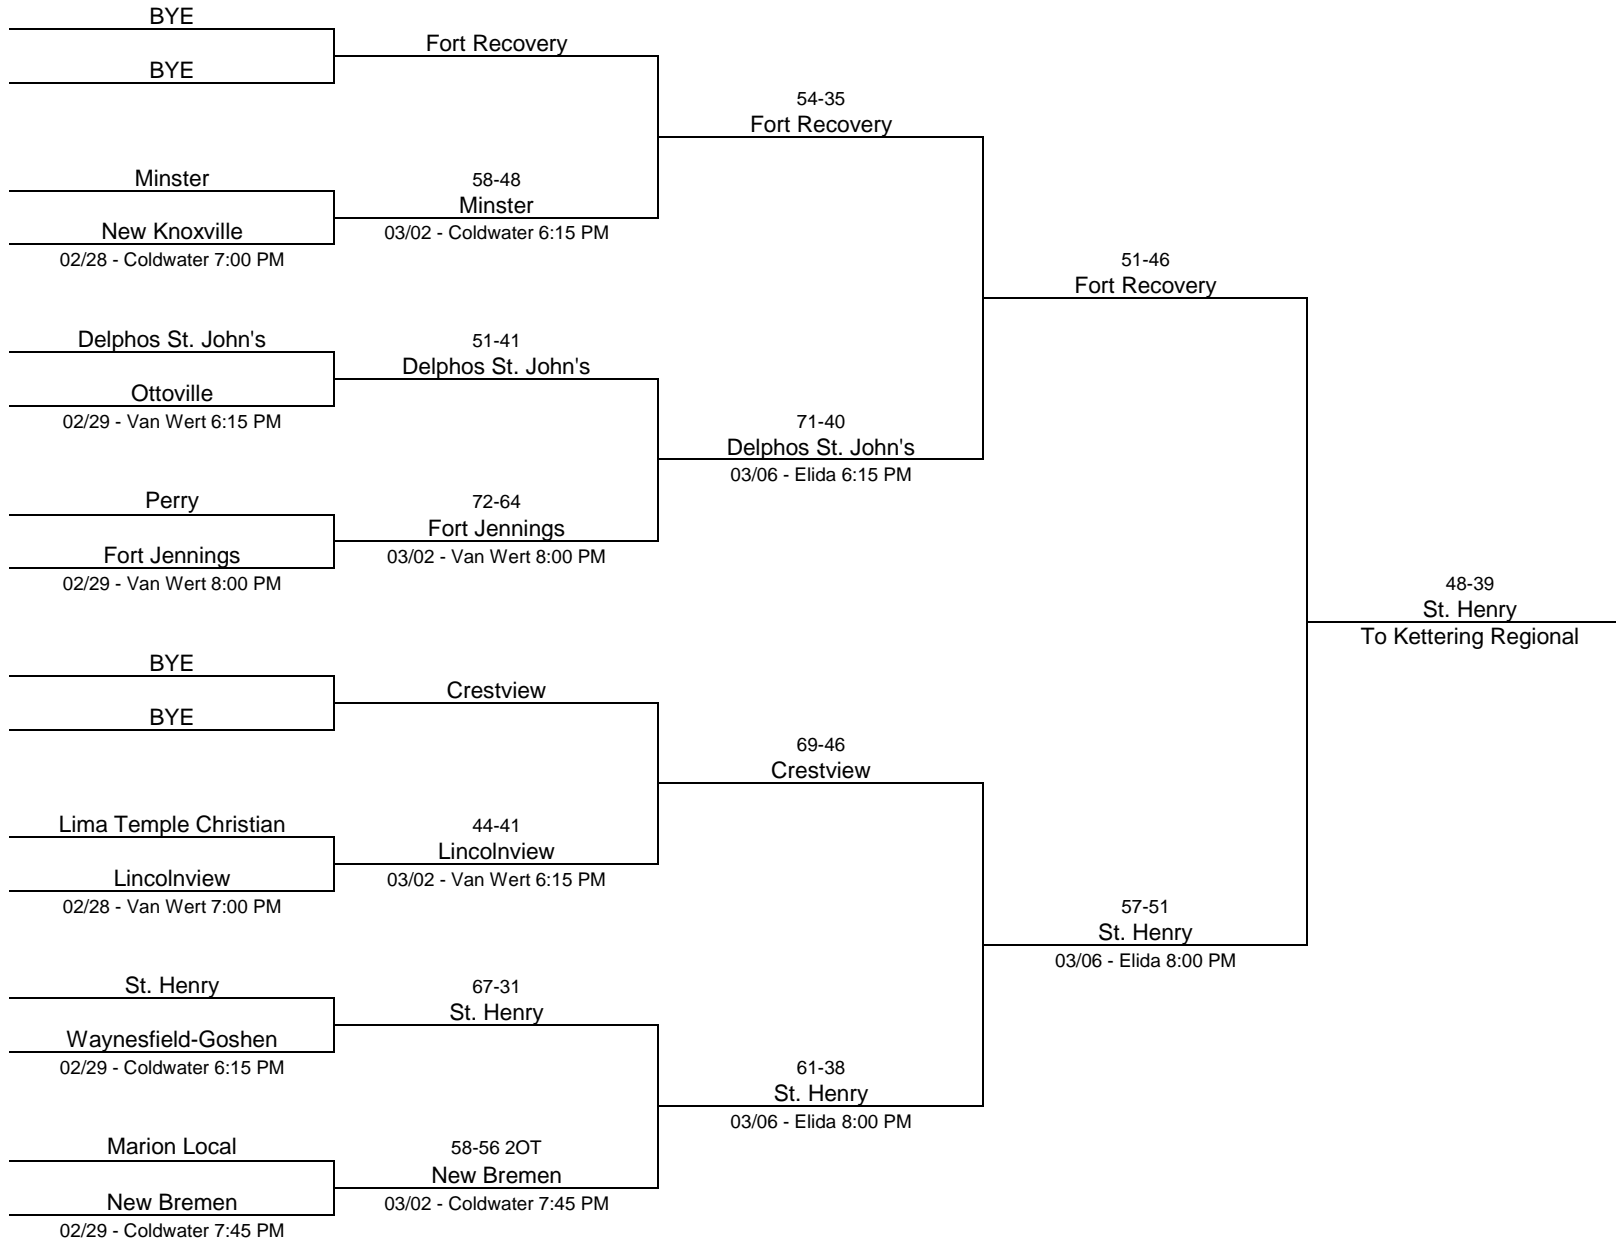 BYE
Fort Recovery
BYE
54-35
Fort Recovery
Minster
58-48
Minster
New Knoxville
03/02 - Coldwater 6:15 PM
02/28 - Coldwater 7:00 PM
51-46
Fort Recovery
Delphos St. John's
51-41
Delphos St. John's
Ottoville
02/29 - Van Wert 6:15 PM
71-40
Delphos St. John's
03/06 - Elida 6:15 PM
Perry
72-64
Fort Jennings
Fort Jennings
03/02 - Van Wert 8:00 PM
02/29 - Van Wert 8:00 PM
48-39
St. Henry
To Kettering Regional
BYE
Crestview
BYE
69-46
Crestview
Lima Temple Christian
44-41
Lincolnview
Lincolnview
03/02 - Van Wert 6:15 PM
02/28 - Van Wert 7:00 PM
57-51
St. Henry
03/06 - Elida 8:00 PM
St. Henry
67-31
St. Henry
Waynesfield-Goshen
02/29 - Coldwater 6:15 PM
61-38
St. Henry
03/06 - Elida 8:00 PM
Marion Local
58-56 2OT
New Bremen
New Bremen
03/02 - Coldwater 7:45 PM
02/29 - Coldwater 7:45 PM